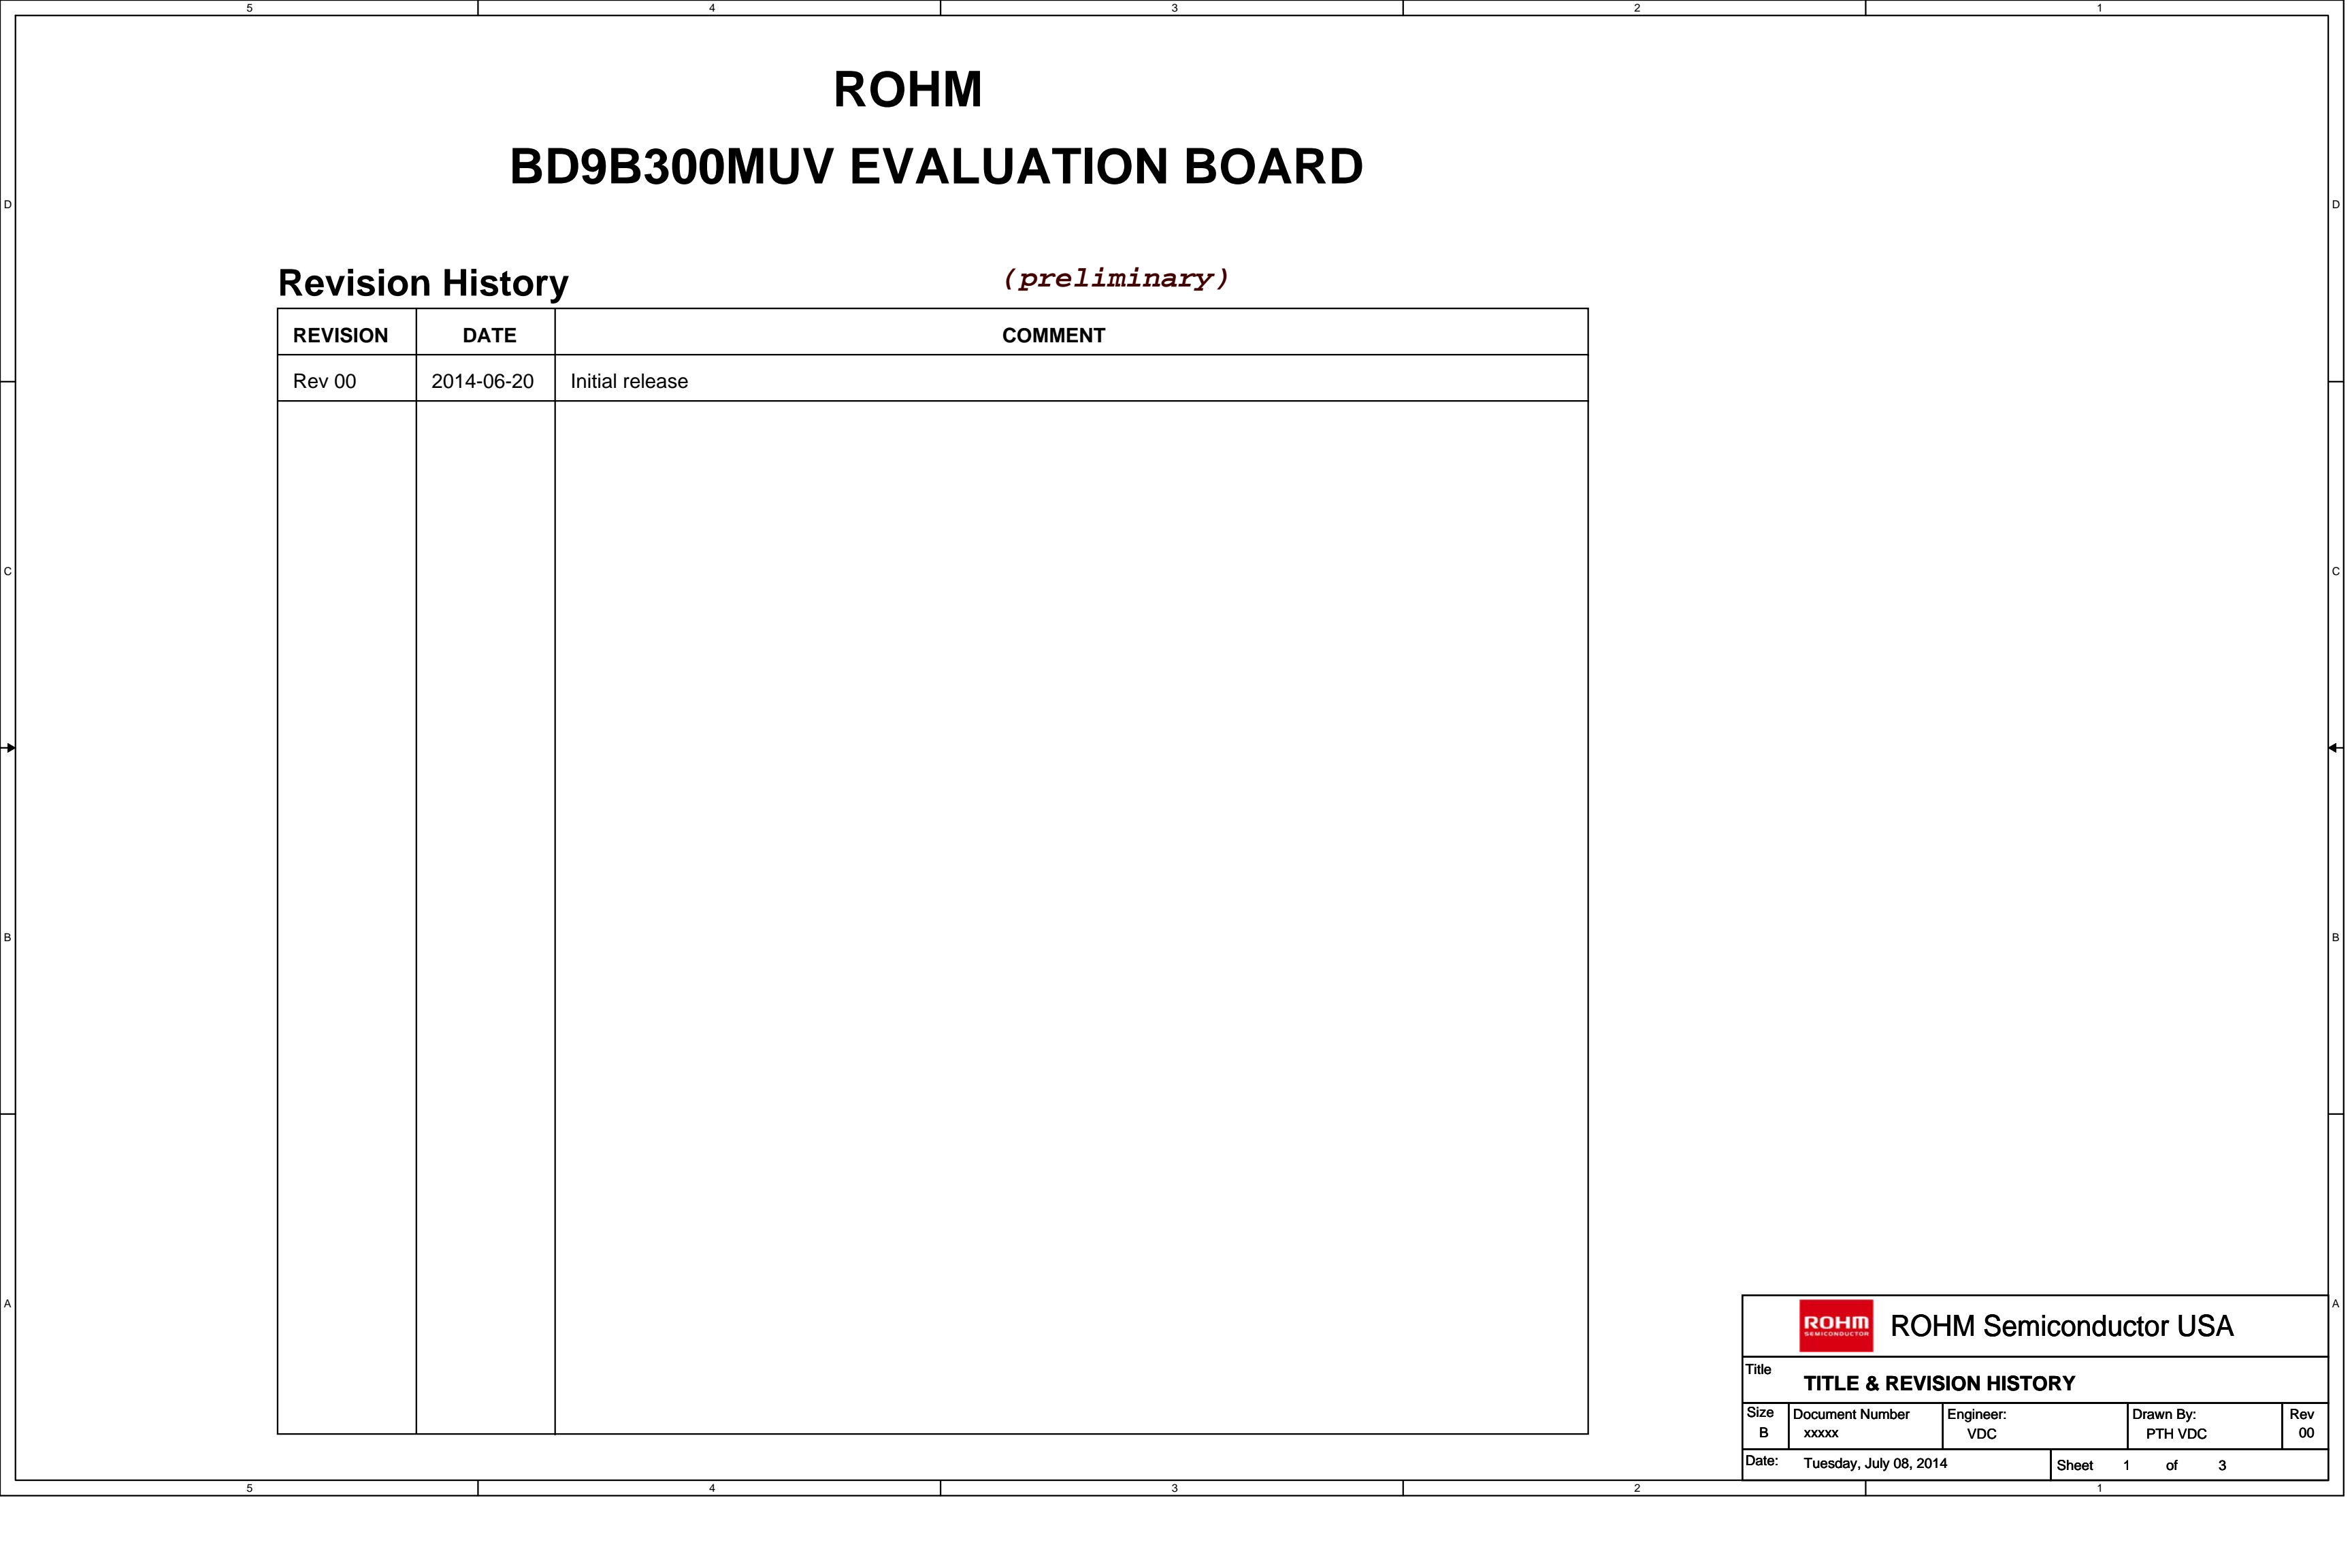 5 4 3 2 1
ROHM
BD9B300MUV EVALUATION BOARD
D D
Revision History (preliminary)
REVISION DATE COMMENT
Rev 00 2014-06-20 Initial release
C C
B B
A A
ROHM SEMICONDUCTOR ROHM Semiconductor USA
Title
TITLE & REVISION HISTORY
Size Document Number Engineer: Drawn By: Rev
B xxxxx VDC PTH VDC 00
Date: Tuesday, July 08, 2014 Sheet 1 of 3
5 4 3 2 1